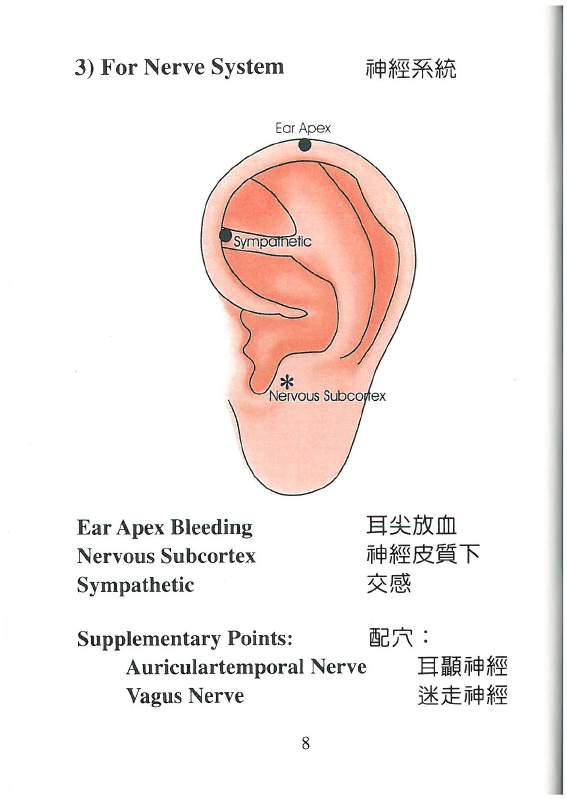 3) For Nerve System 神經系統
Ear Apex
Sympathetic
Nervous Subcortex
Ear Apex Bleeding 耳尖放血
Nervous Subcortex 神經皮質下
Sympathetic 交感
Supplementary Points: 配穴：
Auriculartemporal Nerve 耳顳神經
Vagus Nerve 迷走神經
8